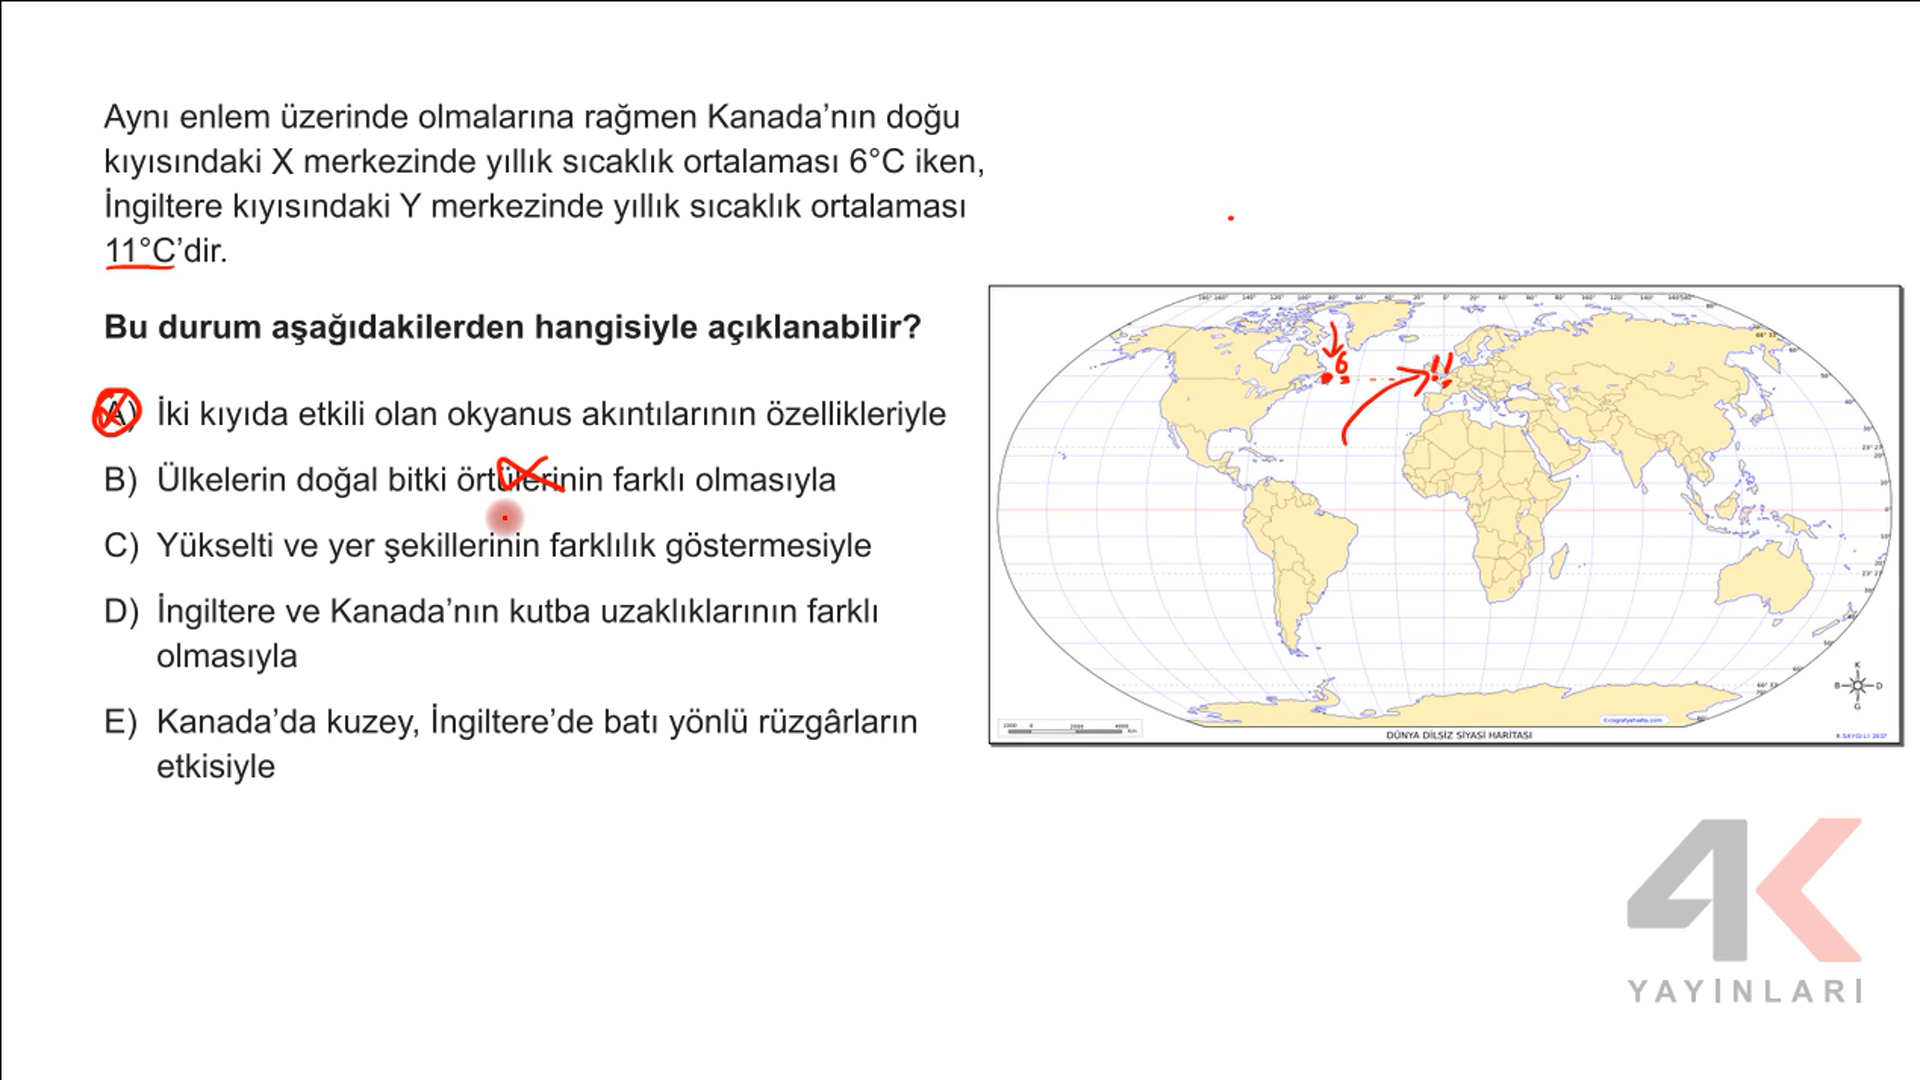 Aynı enlem üzerinde olmalarına rağmen Kanada'nın doğu
kıyısındaki X merkezinde yıllık sıcaklık ortalaması 6°C iken,
İngiltere kıyısındaki Y merkezinde yıllık sıcaklık ortalaması
11°C'dir.
Bu durum aşağıdakilerden hangisiyle açıklanabilir?
A) İki kıyıda etkili olan okyanus akıntılarının özellikleriyle
B) Ülkelerin doğal bitki örtülerinin farklı olmasıyla
C) Yükselti ve yer şekillerinin farklılık göstermesiyle
D) İngiltere ve Kanada'nın kutba uzaklıklarının farklı
olmasıyla
E) Kanada'da kuzey, İngiltere'de batı yönlü rüzgârların
etkisiyle
6
11
K
B
D
G
DÜNYA DİLSİZ SİYASİ HARİTASI
4K
YAYINLARI